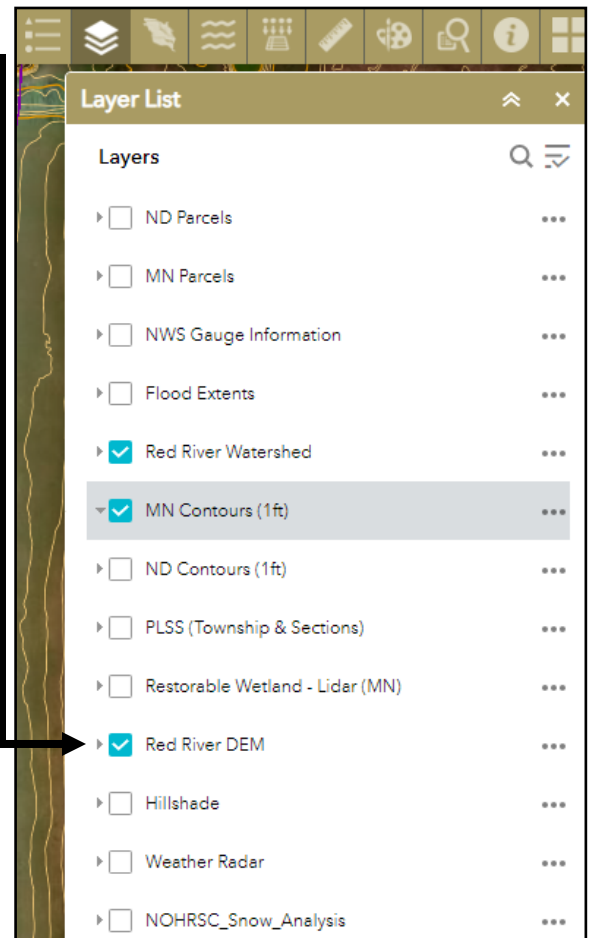 Layer List
Layers
ND Parcels
MN Parcels
NWS Gauge Information
Flood Extents
Red River Watershed
MN Contours (1ft)
ND Contours (1ft)
PLSS (Township & Sections)
Restorable Wetland - Lidar (MN)
Red River DEM
Hillshade
Weather Radar
NOHRSC_Snow_Analysis